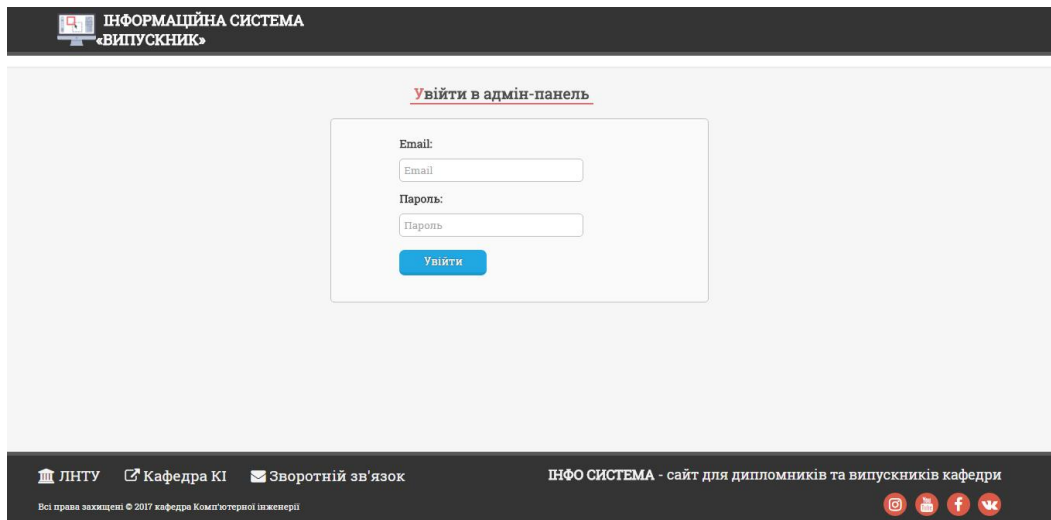 ІНФОРМАЦІЙНА СИСТЕМА
«ВИПУСКНИК»
Увійти в адмін-панель
Email:
Email
Пароль:
Пароль
Увійти
ЛНТУ Кафедра КІ Зворотній зв'язок
ІНФО СИСТЕМА - сайт для дипломників та випускників кафедри
Всі права захищені © 2017 кафедра Комп'ютерної інженерії